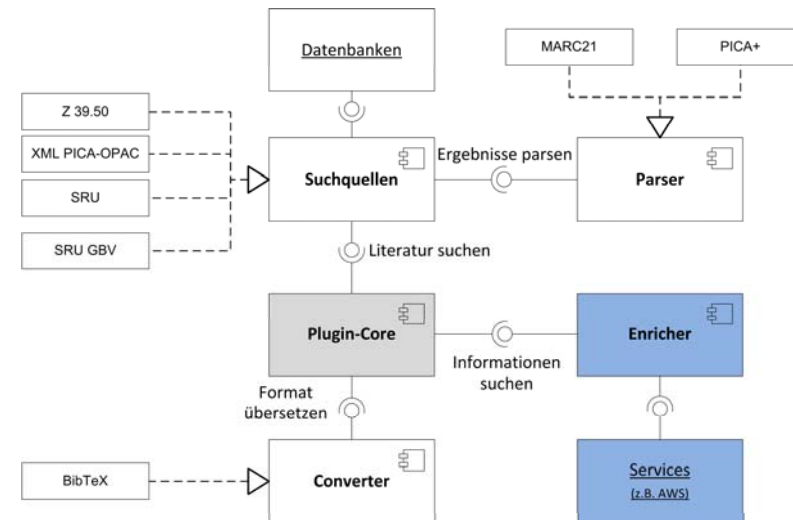 Datenbanken
MARC21
PICA+
Z 39.50
XML PICA-OPAC
SRU
SRU GBV
Suchquellen
Ergebnisse parsen
Parser
Literatur suchen
Plugin-Core
Enricher
Informationen
suchen
Format
übersetzen
BibTeX
Converter
Services
(z.B. AWS)